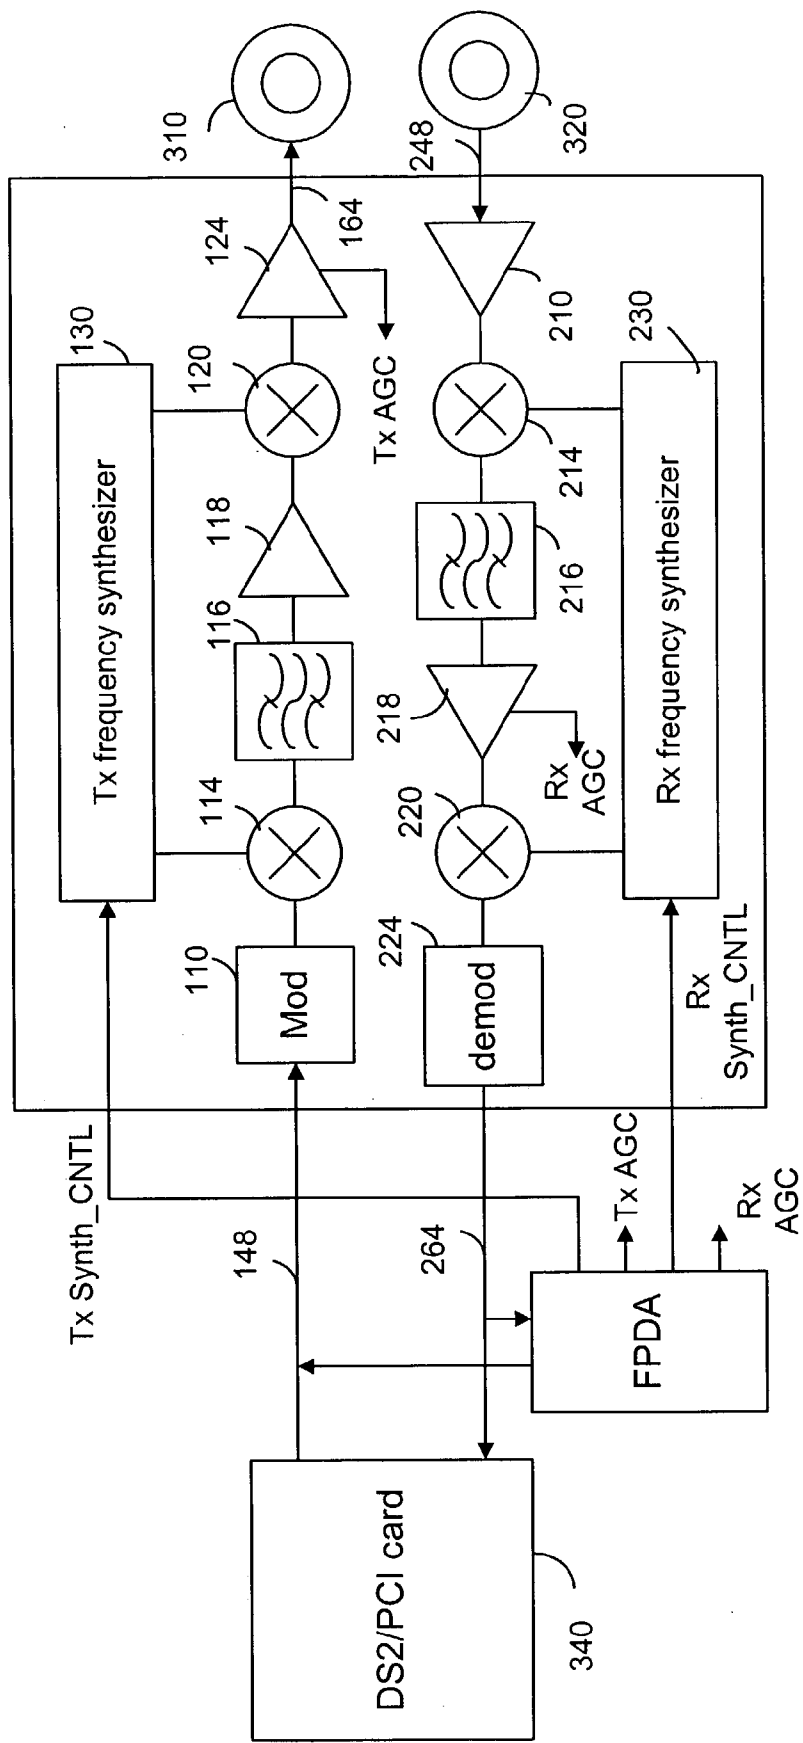 310
320
248
164
124
210
130
120
Tx AGC
214
230
Tx frequency synthesizer
118
116
216
Rx frequency synthesizer
218
Rx
AGC
114
220
110
Mod
224
demod
Rx
Synth_CNTL
Tx Synth_CNTL
148
264
Tx AGC
Rx
AGC
FPDA
DS2/PCI card
340